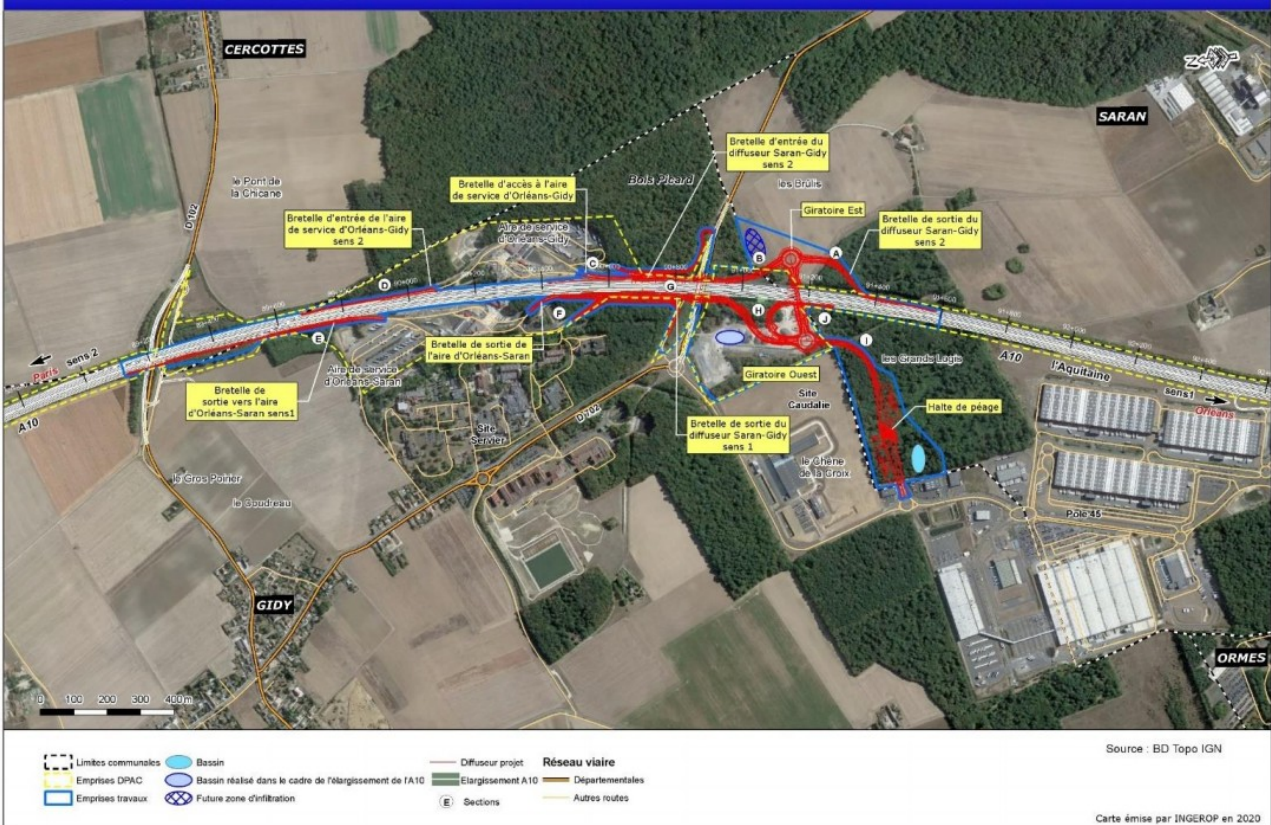 CERCOTTES
SARAN
D 102
le Pont de
la Chicane
Bois Picard
les Brulis
Bretelle d'entrée du
diffuseur Saran-Gidy
sens 2
Bretelle d'accès à l'aire
de service d'Orléans-Gidy
Bretelle d'entrée de l'aire
de service d'Orléans-Gidy
sens 2
Aire de service
d'Orléans-Gidy
Giratoire Est
Bretelle de sortie du
diffuseur Saran-Gidy
sens 2
A
B
C
D
E
F
G
H
I
J
Bretelle de sortie de
l'aire d'Orléans-Saran
Aire de service
d'Orléans-Saran
Bretelle de
sortie vers l'aire
d'Orléans-Saran sens1
Paris
sens 2
A10
Giratoire Ouest
les Grands Logis
A10
l'Aquitaine
sens1
Orléans
Site
Caudalie
Halte de péage
Bretelle de sortie du
diffuseur Saran-Gidy
sens 1
D 102
Site
Servier
le Chêne
de la Croix
le Gros Poirier
le Boudreau
Pôle 45
GIDY
ORMES
0 100 200 300 400 m
Limites communales
Emprises DPAC
Emprises travaux
Bassin
Bassin réalisé dans le cadre de l'élargissement de l'A10
Future zone d'infiltration
Diffuseur projet
Elargissement A10
E Sections
Réseau viaire
Départementales
Autres routes
Source : BD Topo IGN
Carte émise par INGEROP en 2020